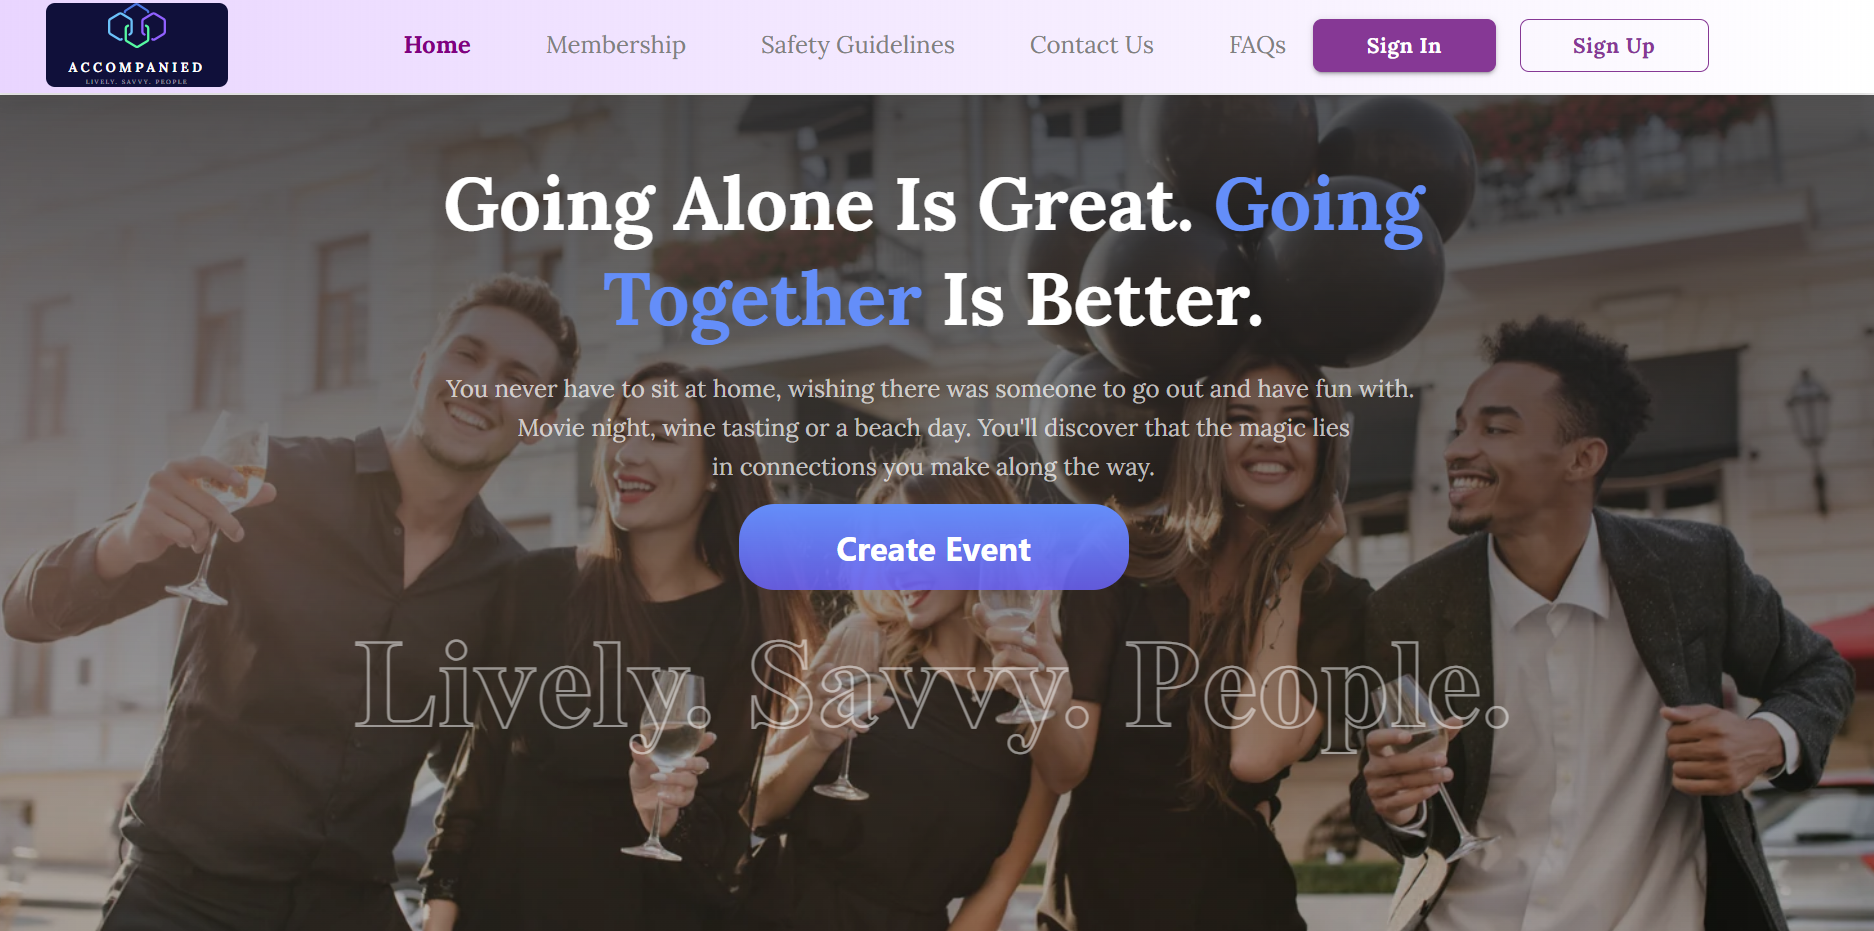 ACCOMPANIED
LIVELY. SAVVY. PEOPLE
Home
Membership
Safety Guidelines
Contact Us
FAQs
Sign In
Sign Up
Going Alone Is Great. Going
Together Is Better.
You never have to sit at home, wishing there was someone to go out and have fun with.
Movie night, wine tasting or a beach day. You'll discover that the magic lies
in connections you make along the way.
Create Event
Lively. Savvy. People.